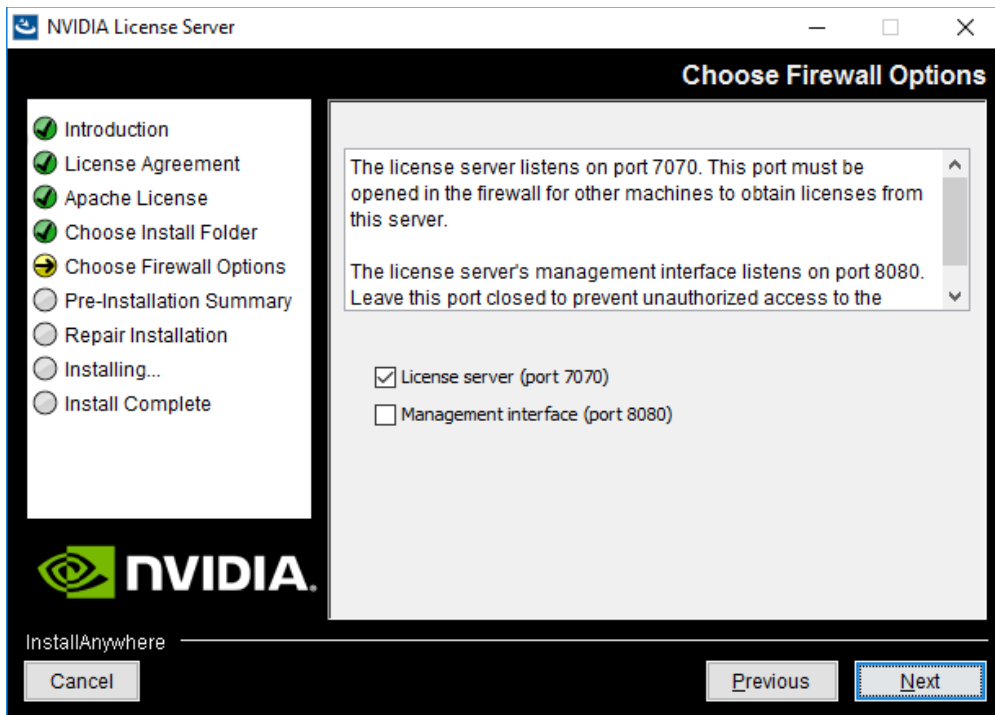 NVIDIA License Server
Choose Firewall Options
Introduction
License Agreement
Apache License
Choose Install Folder
Choose Firewall Options
Pre-Installation Summary
Repair Installation
Installing...
Install Complete
The license server listens on port 7070. This port must be
opened in the firewall for other machines to obtain licenses from
this server.
The license server's management interface listens on port 8080.
Leave this port closed to prevent unauthorized access to the
License server (port 7070)
Management interface (port 8080)
NVIDIA.
InstallAnywhere
Cancel
Previous
Next